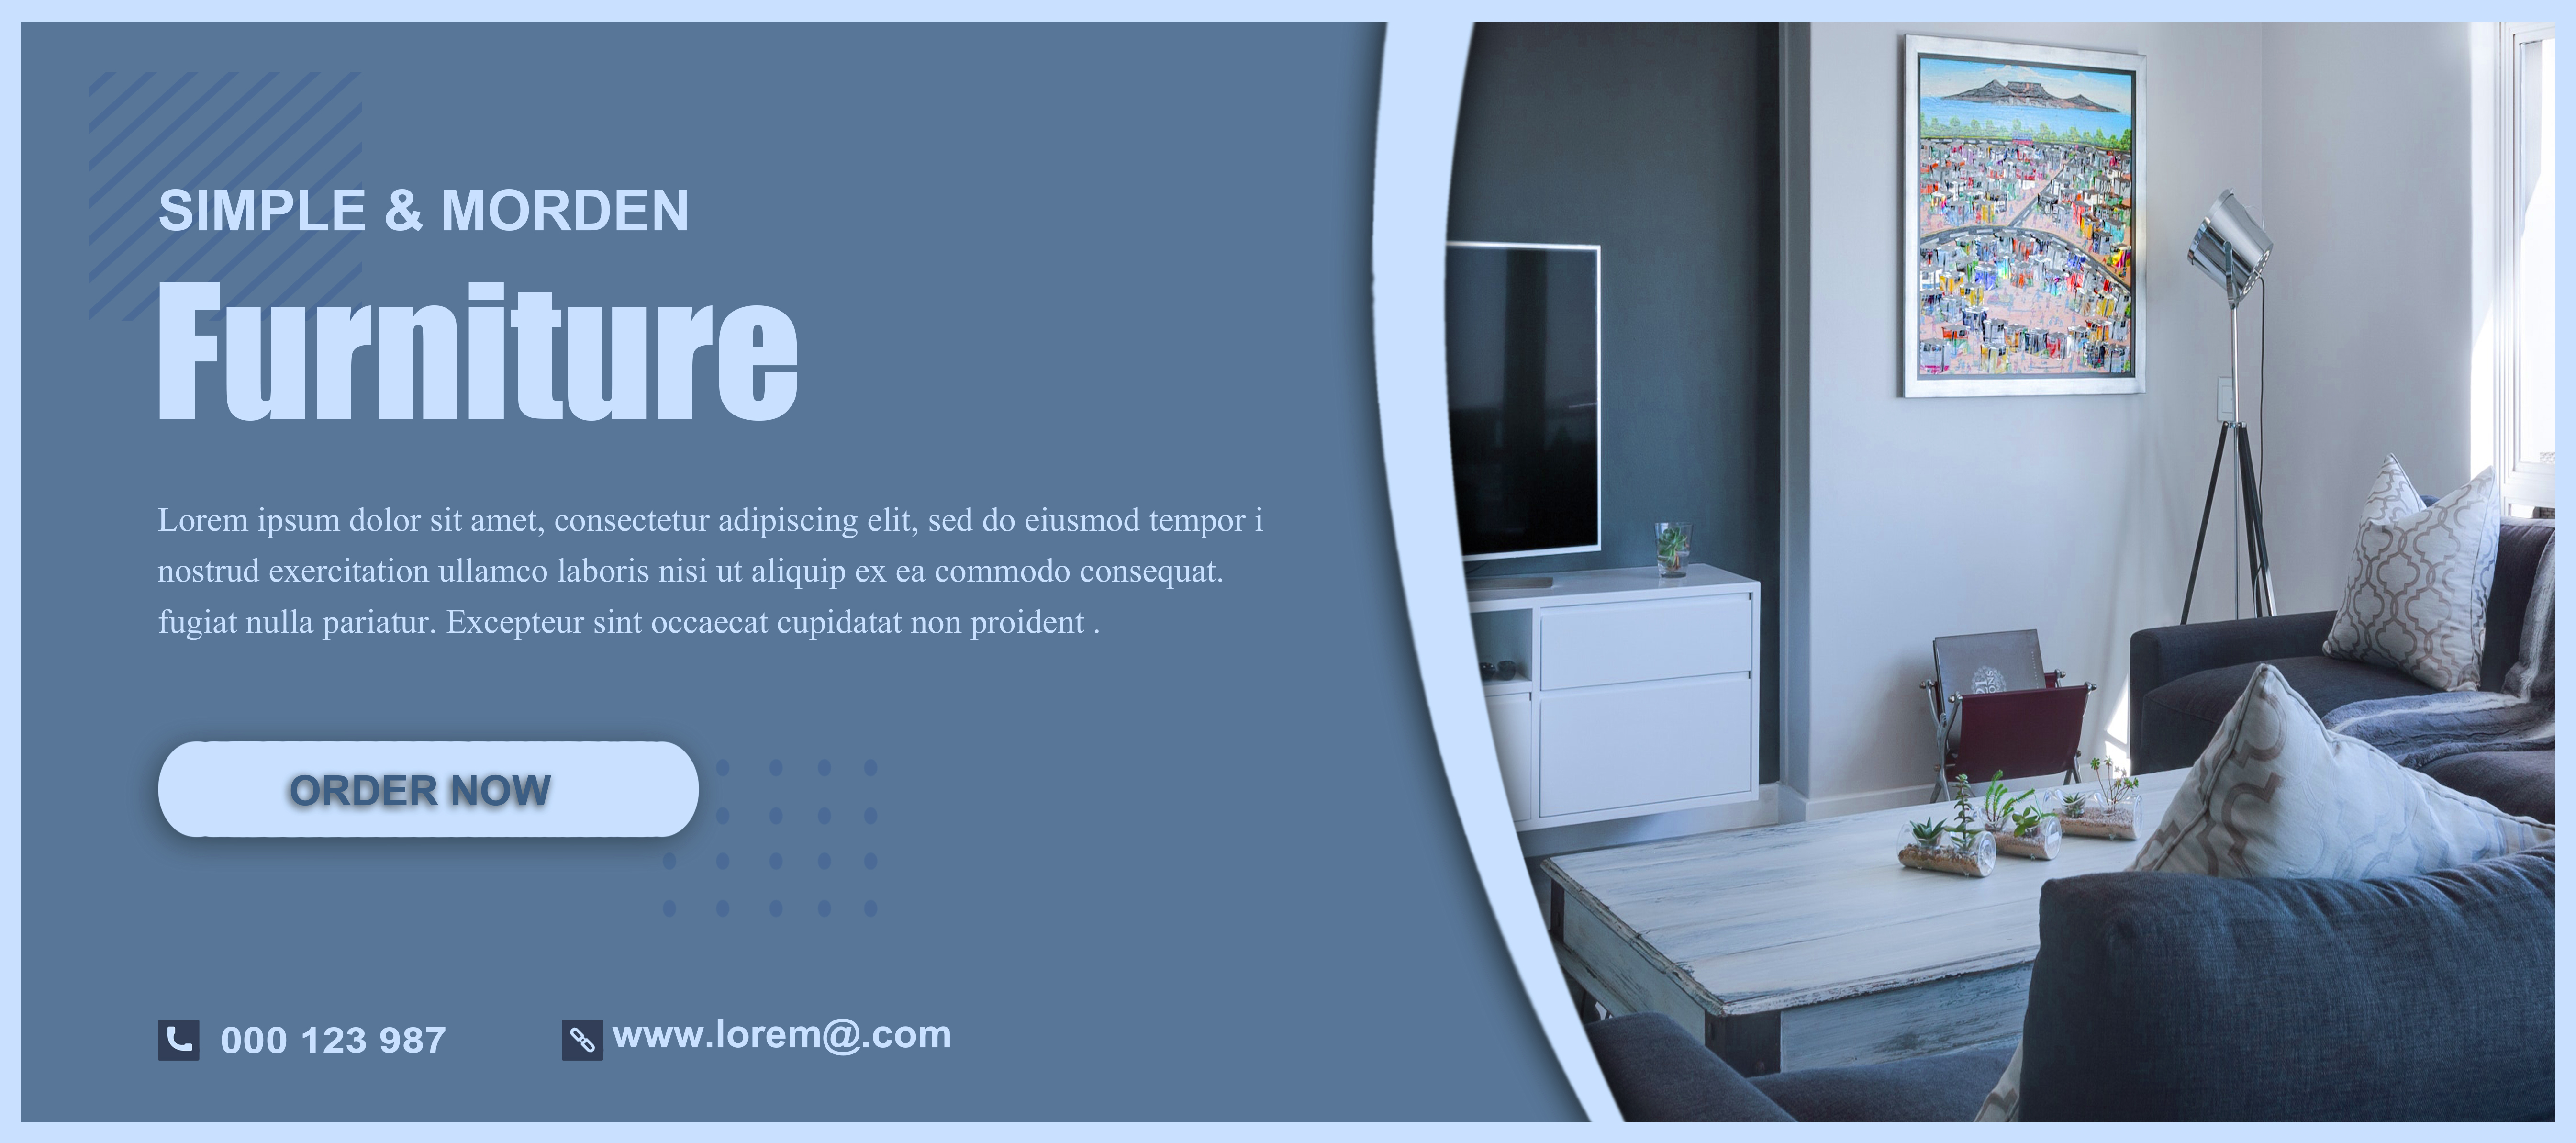 SIMPLE & MORDEN
Furniture
Lorem ipsum dolor sit amet, consectetur adipiscing elit, sed do eiusmod tempor i
nostrud exercitation ullamco laboris nisi ut aliquip ex ea commodo consequat.
fugiat nulla pariatur. Excepteur sint occaecat cupidatat non proident .
ORDER NOW
000 123 987
www.lorem@.com